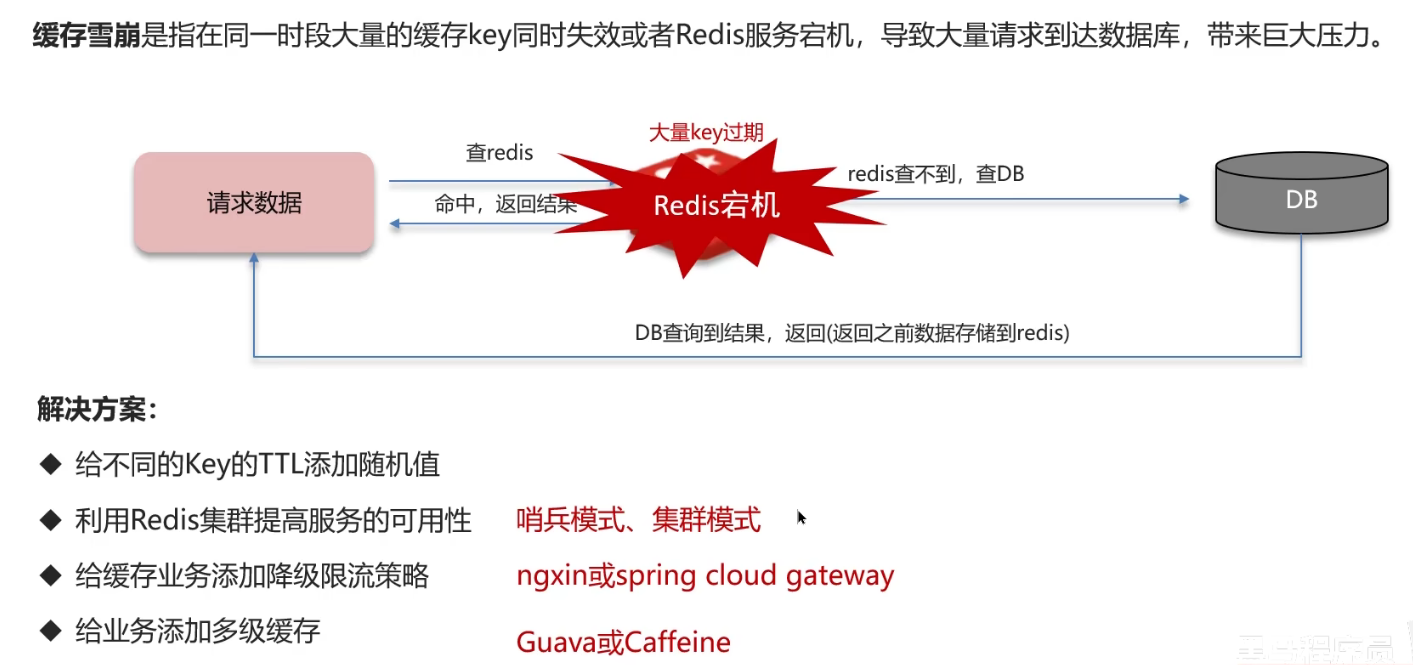 缓存雪崩是指在同一时段大量的缓存key同时失效或者Redis服务宕机，导致大量请求到达数据库，带来巨大压力。
大量key过期
查redis
redis查不到，查DB
请求数据
命中，返回结果
Redis宕机
DB
DB查询到结果，返回(返回之前数据存储到redis)
解决方案：
◆ 给不同的Key的TTL添加随机值
◆ 利用Redis集群提高服务的可用性 哨兵模式、集群模式
◆ 给缓存业务添加降级限流策略 ngxin或spring cloud gateway
◆ 给业务添加多级缓存 Guava或Caffeine